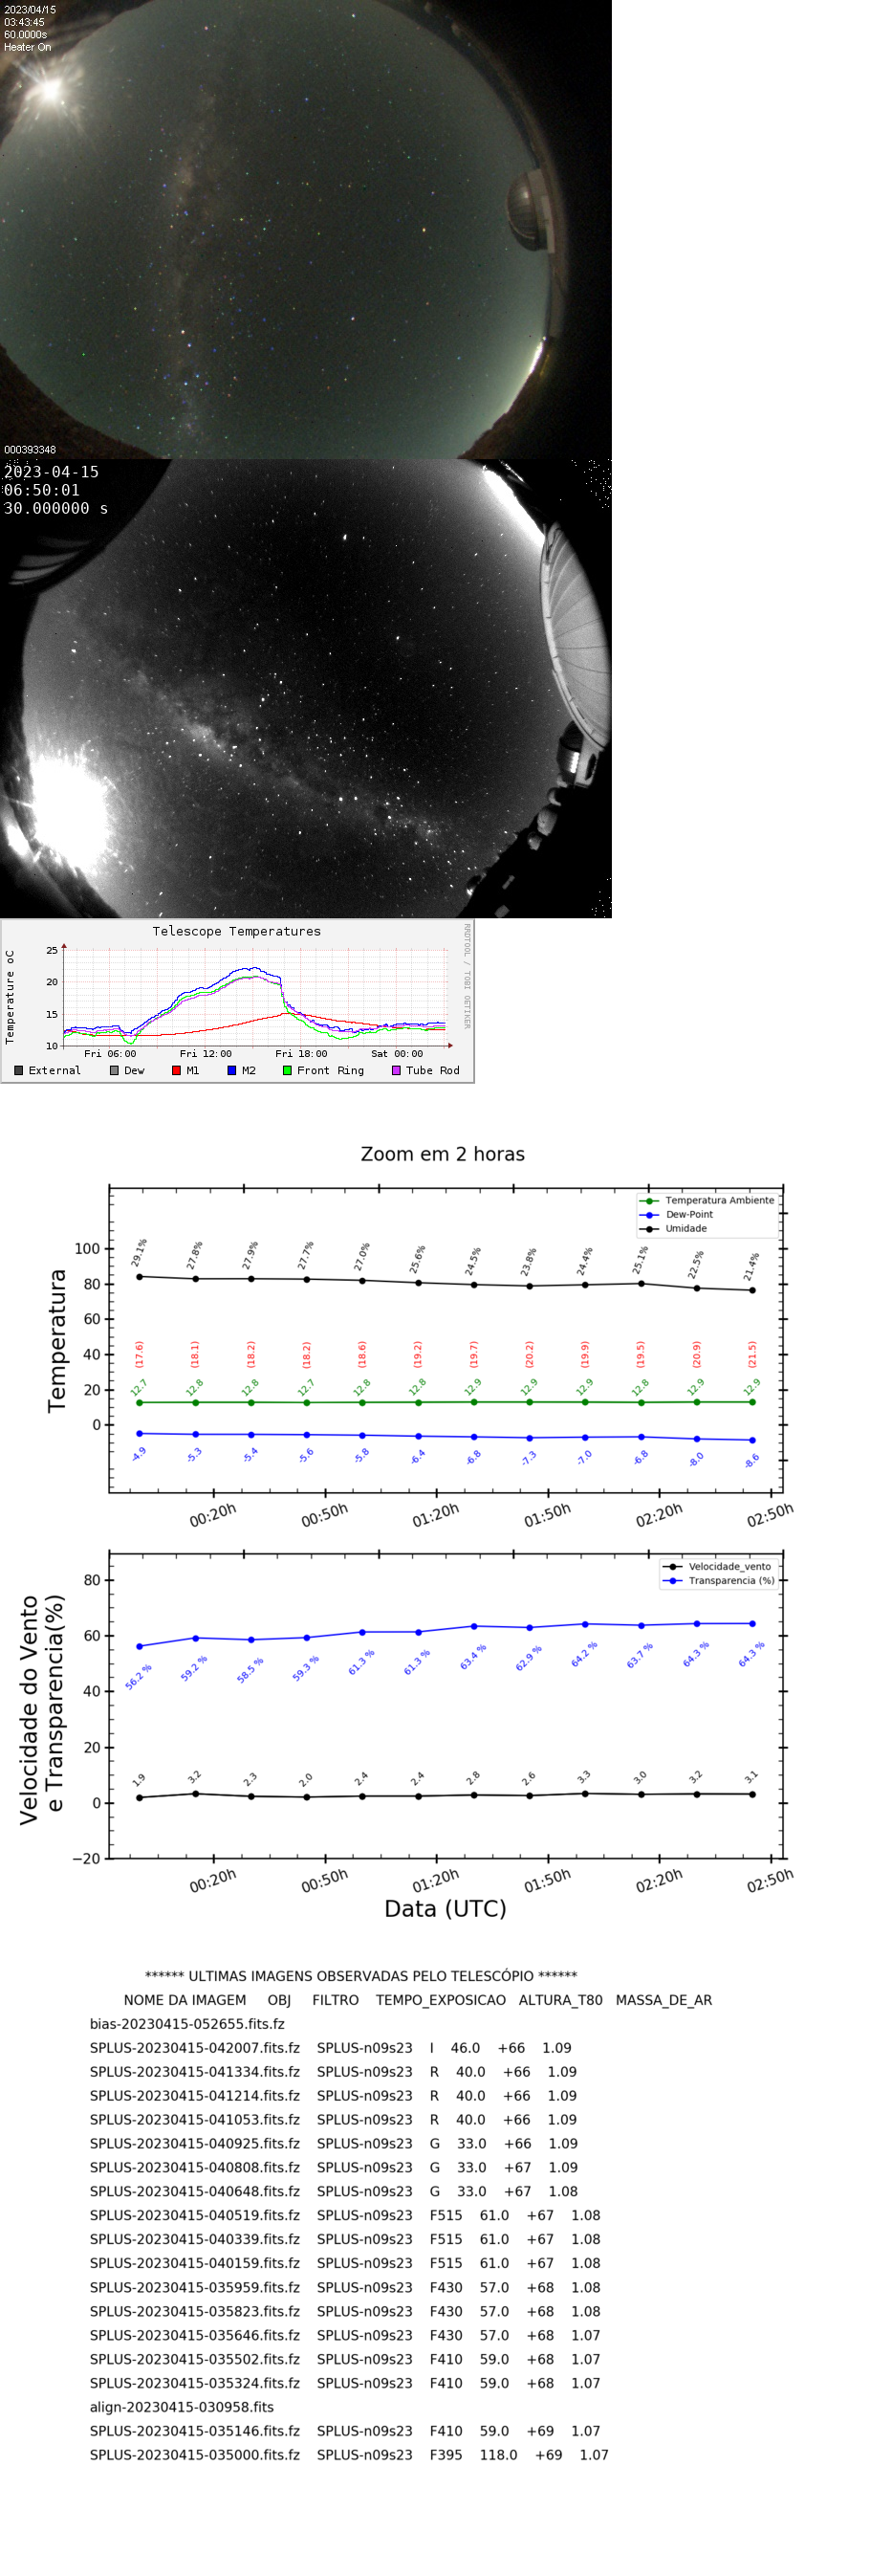 2023/04/15
03:43:45
60.0000s
Heater On
000393348
2023-04-15
06:50:01
30.000000 s
Telescope Temperatures
RRDTOOL / TOBI OETIKER
Temperature oC
25
20
15
10
Fri 06:00 Fri 12:00 Fri 18:00 Sat 00:00
External Dew M1 M2 Front Ring Tube Rod
Zoom em 2 horas
Temperatura Ambiente
Dew-Point
Umidade
Temperatura
100
80
60
40
20
0
29.1% 27.8% 27.9% 27.7% 27.0% 25.6% 24.5% 23.8% 24.4% 25.1% 22.5% 21.4%
(17.6) (18.1) (18.2) (18.2) (18.6) (19.2) (19.7) (20.2) (19.9) (19.5) (20.9) (21.5)
12.7 12.8 12.8 12.7 12.8 12.8 12.9 12.9 12.9 12.8 12.9 12.9
-4.9 -5.3 -5.4 -5.6 -5.8 -6.4 -6.8 -7.3 -7.0 -6.8 -8.0 -8.6
00:20h 00:50h 01:20h 01:50h 02:20h 02:50h
Velocidade_vento
Transparencia (%)
Velocidade do Vento
e Transparencia(%)
80
60
40
20
0
−20
56.2 % 59.2 % 58.5 % 59.3 % 61.3 % 61.3 % 63.4 % 62.9 % 64.2 % 63.7 % 64.3 % 64.3 %
1.9 3.2 2.3 2.0 2.4 2.4 2.8 2.6 3.3 3.0 3.2 3.1
00:20h 00:50h 01:20h 01:50h 02:20h 02:50h
Data (UTC)
****** ULTIMAS IMAGENS OBSERVADAS PELO TELESCÓPIO ******
NOME DA IMAGEM OBJ FILTRO TEMPO_EXPOSICAO ALTURA_T80 MASSA_DE_AR
bias-20230415-052655.fits.fz
SPLUS-20230415-042007.fits.fz SPLUS-n09s23 I 46.0 +66 1.09
SPLUS-20230415-041334.fits.fz SPLUS-n09s23 R 40.0 +66 1.09
SPLUS-20230415-041214.fits.fz SPLUS-n09s23 R 40.0 +66 1.09
SPLUS-20230415-041053.fits.fz SPLUS-n09s23 R 40.0 +66 1.09
SPLUS-20230415-040925.fits.fz SPLUS-n09s23 G 33.0 +66 1.09
SPLUS-20230415-040808.fits.fz SPLUS-n09s23 G 33.0 +67 1.09
SPLUS-20230415-040648.fits.fz SPLUS-n09s23 G 33.0 +67 1.08
SPLUS-20230415-040519.fits.fz SPLUS-n09s23 F515 61.0 +67 1.08
SPLUS-20230415-040339.fits.fz SPLUS-n09s23 F515 61.0 +67 1.08
SPLUS-20230415-040159.fits.fz SPLUS-n09s23 F515 61.0 +67 1.08
SPLUS-20230415-035959.fits.fz SPLUS-n09s23 F430 57.0 +68 1.08
SPLUS-20230415-035823.fits.fz SPLUS-n09s23 F430 57.0 +68 1.08
SPLUS-20230415-035646.fits.fz SPLUS-n09s23 F430 57.0 +68 1.07
SPLUS-20230415-035502.fits.fz SPLUS-n09s23 F410 59.0 +68 1.07
SPLUS-20230415-035324.fits.fz SPLUS-n09s23 F410 59.0 +68 1.07
align-20230415-030958.fits
SPLUS-20230415-035146.fits.fz SPLUS-n09s23 F410 59.0 +69 1.07
SPLUS-20230415-035000.fits.fz SPLUS-n09s23 F395 118.0 +69 1.07